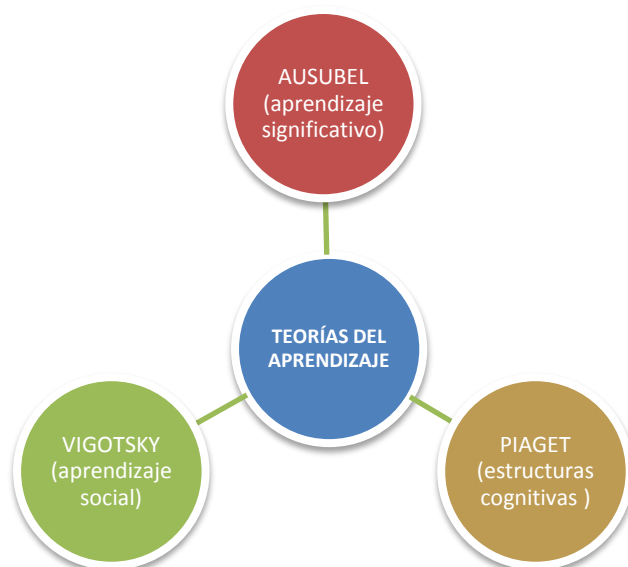 AUSUBEL
(aprendizaje
significativo)
TEORÍAS DEL
APRENDIZAJE
VIGOTSKY
(aprendizaje
social)
PIAGET
(estructuras
cognitivas )